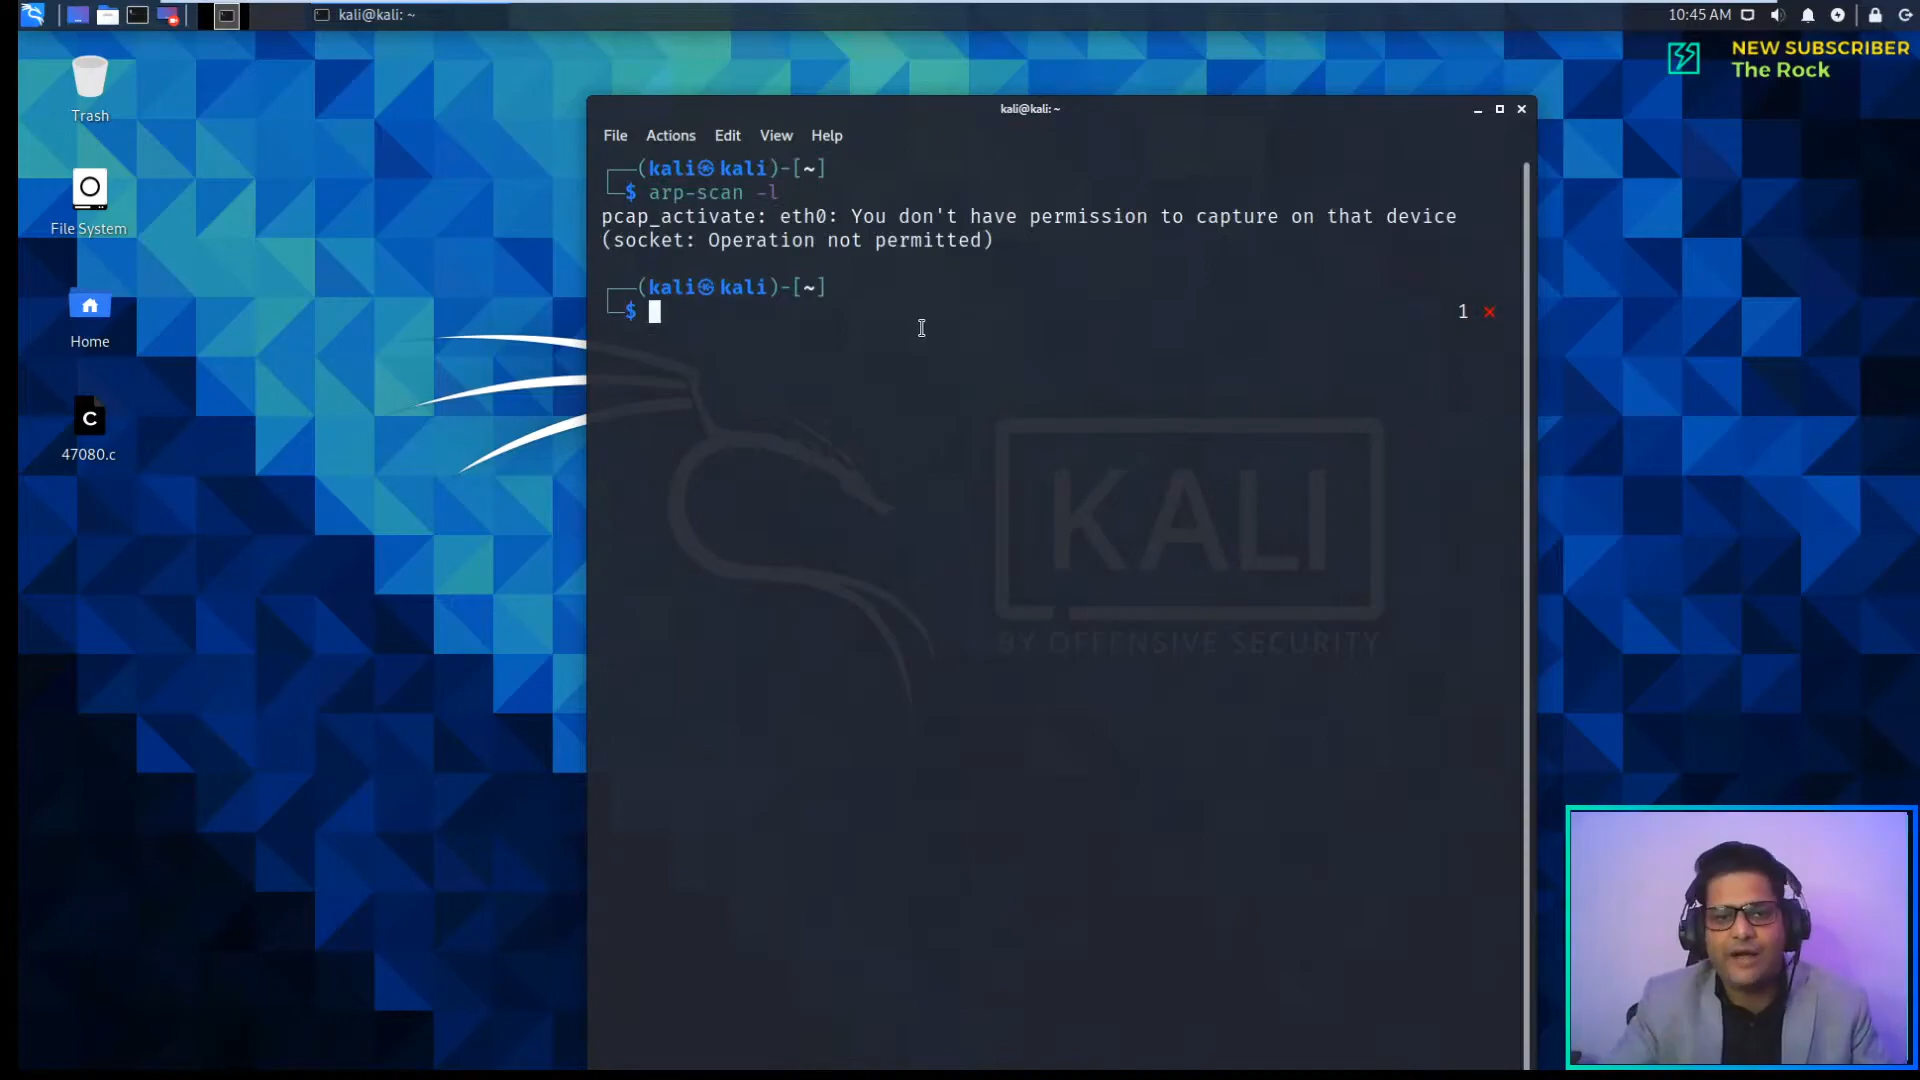 kali@kali: ~
10:45 AM
NEW SUBSCRIBER
The Rock
Trash
File System
Home
C
47080.c
kali@kali: ~
File Actions Edit View Help
┌──(kali㉿kali)-[~]
└─$ arp-scan -l
pcap_activate: eth0: You don't have permission to capture on that device
(socket: Operation not permitted)
┌──(kali㉿kali)-[~]
└─$ 1 ✗
KALI
BY OFFENSIVE SECURITY